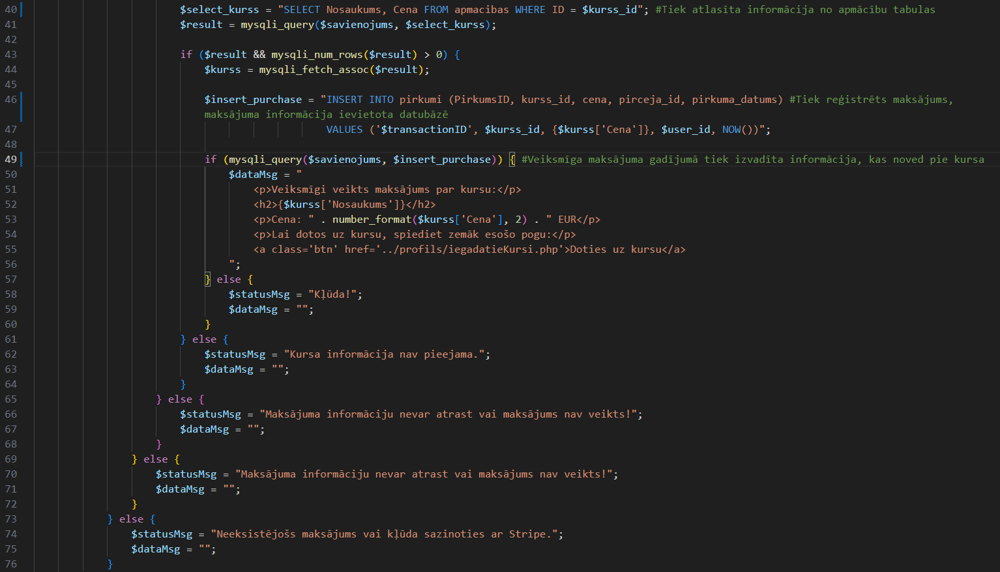 40 $select_kurss = "SELECT Nosaukums, Cena FROM apmacibas WHERE ID = $kurss_id"; #Tiek atlasīta informācija no apmācību tabulas
41 $result = mysqli_query($savienojums, $select_kurss);
42
43 if ($result && mysqli_num_rows($result) > 0) {
44 $kurss = mysqli_fetch_assoc($result);
45
46 $insert_purchase = "INSERT INTO pirkumi (PirkumsID, kurss_id, cena, pirceja_id, pirkuma_datums) #Tiek reģistrēts maksājums,
maksājuma informācija ievietota datubāzē
47 VALUES ('$transactionID', $kurss_id, {$kurss['Cena']}, $user_id, NOW())";
48
49 if (mysqli_query($savienojums, $insert_purchase)) { #Veiksmīga maksājuma gadījumā tiek izvadīta informācija, kas noved pie kursa
50 $dataMsg = "
51 <p>Veiksmīgi veikts maksājums par kursu:</p>
52 <h2>{$kurss['Nosaukums']}</h2>
53 <p>Cena: " . number_format($kurss['Cena'], 2) . " EUR</p>
54 <p>Lai dotos uz kursu, spiediet zemāk esošo pogu:</p>
55 <a class='btn' href='../profils/iegadatieKursi.php'>Doties uz kursu</a>
56 ";
57 } else {
58 $statusMsg = "Kļūda!";
59 $dataMsg = "";
60 }
61 } else {
62 $statusMsg = "Kursa informācija nav pieejama.";
63 $dataMsg = "";
64 }
65 } else {
66 $statusMsg = "Maksājuma informāciju nevar atrast vai maksājums nav veikts!";
67 $dataMsg = "";
68 }
69 } else {
70 $statusMsg = "Maksājuma informāciju nevar atrast vai maksājums nav veikts!";
71 $dataMsg = "";
72 }
73 } else {
74 $statusMsg = "Neeksistējošs maksājums vai kļūda sazinoties ar Stripe.";
75 $dataMsg = "";
76 }